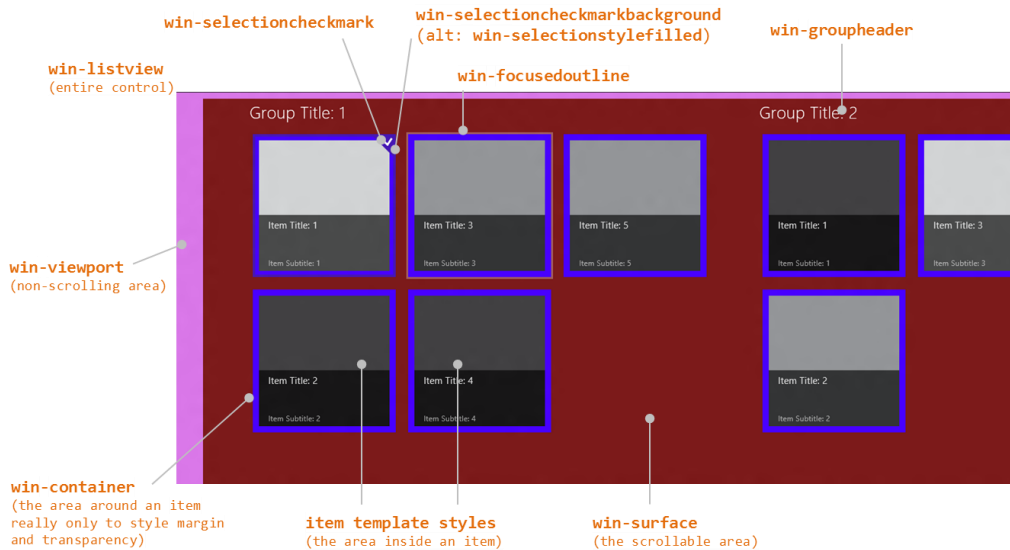 win-selectioncheckmark
win-selectioncheckmarkbackground
(alt: win-selectionstylefilled)
win-groupheader
win-listview
(entire control)
win-focusedoutline
Group Title: 1
Group Title: 2
Item Title: 1
Item Subtitle: 1
Item Title: 3
Item Subtitle: 3
Item Title: 5
Item Subtitle: 5
Item Title: 1
Item Subtitle: 1
Item Title: 3
Item Subtitle: 3
win-viewport
(non-scrolling area)
Item Title: 2
Item Subtitle: 2
Item Title: 4
Item Subtitle: 4
Item Title: 2
Item Subtitle: 2
win-container
(the area around an item
really only to style margin
and transparency)
item template styles
(the area inside an item)
win-surface
(the scrollable area)